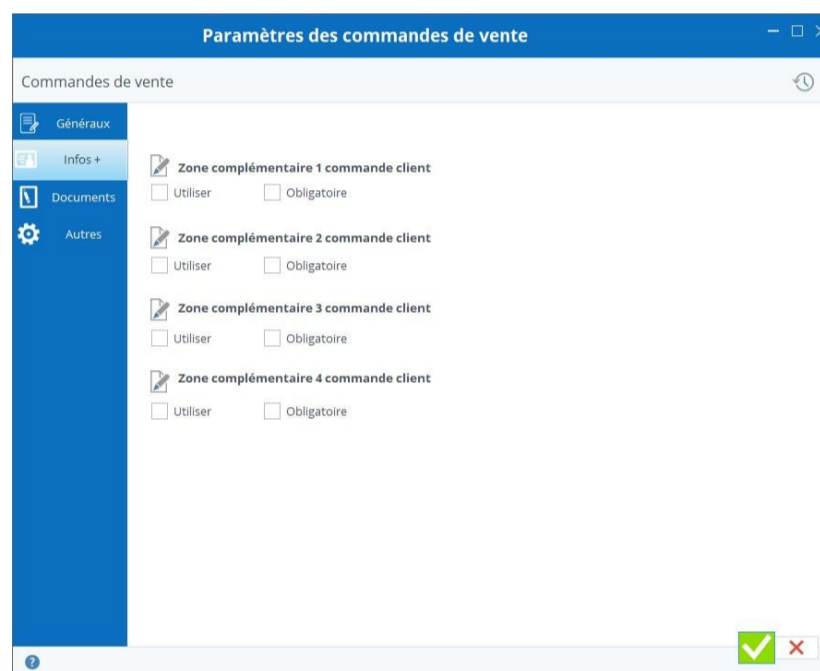 Paramètres des commandes de vente
Commandes de vente
Généraux
Infos +
Documents
Autres
Zone complémentaire 1 commande client
Utiliser Obligatoire
Zone complémentaire 2 commande client
Utiliser Obligatoire
Zone complémentaire 3 commande client
Utiliser Obligatoire
Zone complémentaire 4 commande client
Utiliser Obligatoire
?